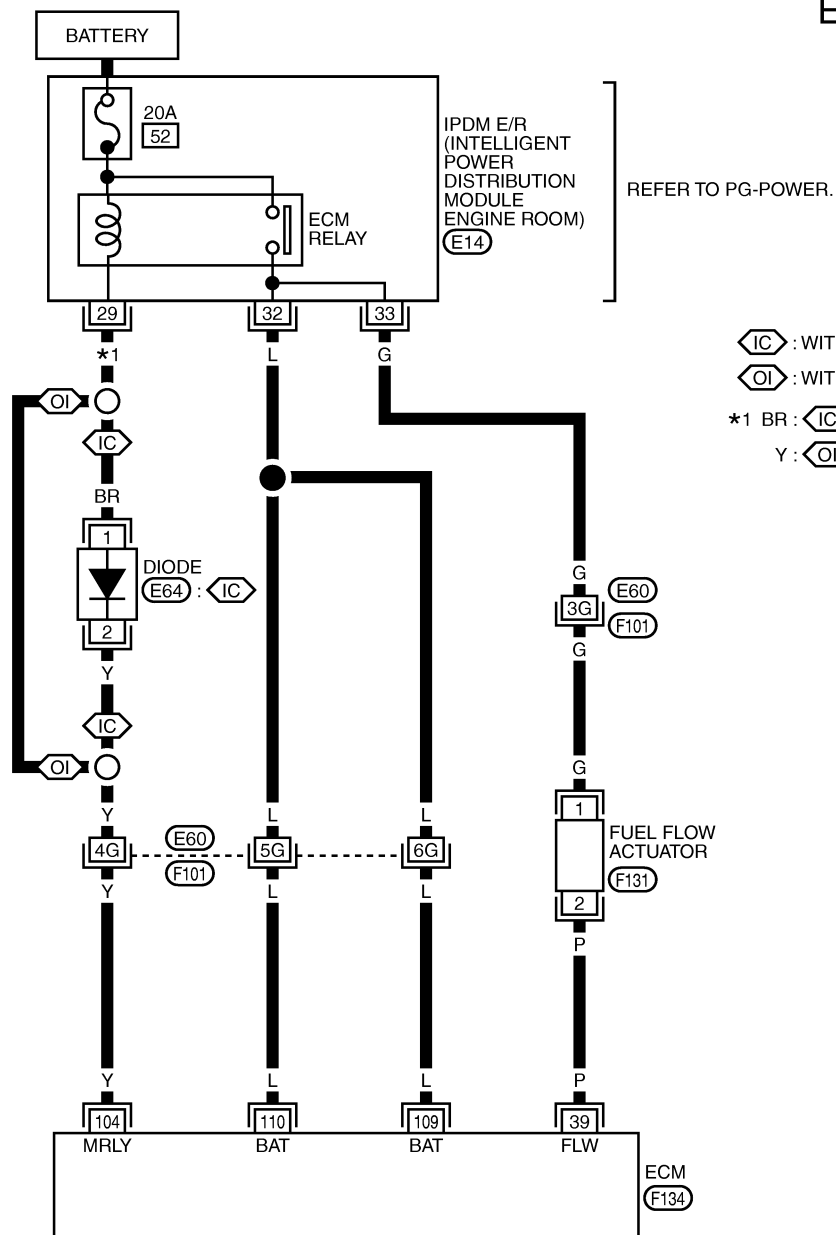 E
BATTERY
20A
52
IPDM E/R
(INTELLIGENT
POWER
DISTRIBUTION
MODULE
ENGINE ROOM)
E14
REFER TO PG-POWER.
ECM
RELAY
29
32
33
*1
L
G
IC : WIT
OI : WIT
*1 BR : IC
Y : OI
OI
IC
BR
1
DIODE
E64 : IC
2
Y
IC
OI
G
3G
E60
F101
G
G
1
FUEL FLOW
ACTUATOR
F131
2
P
Y
L
L
4G
E60
F101
5G
6G
Y
L
L
Y
L
L
P
104
110
109
39
MRLY
BAT
BAT
FLW
ECM
F134